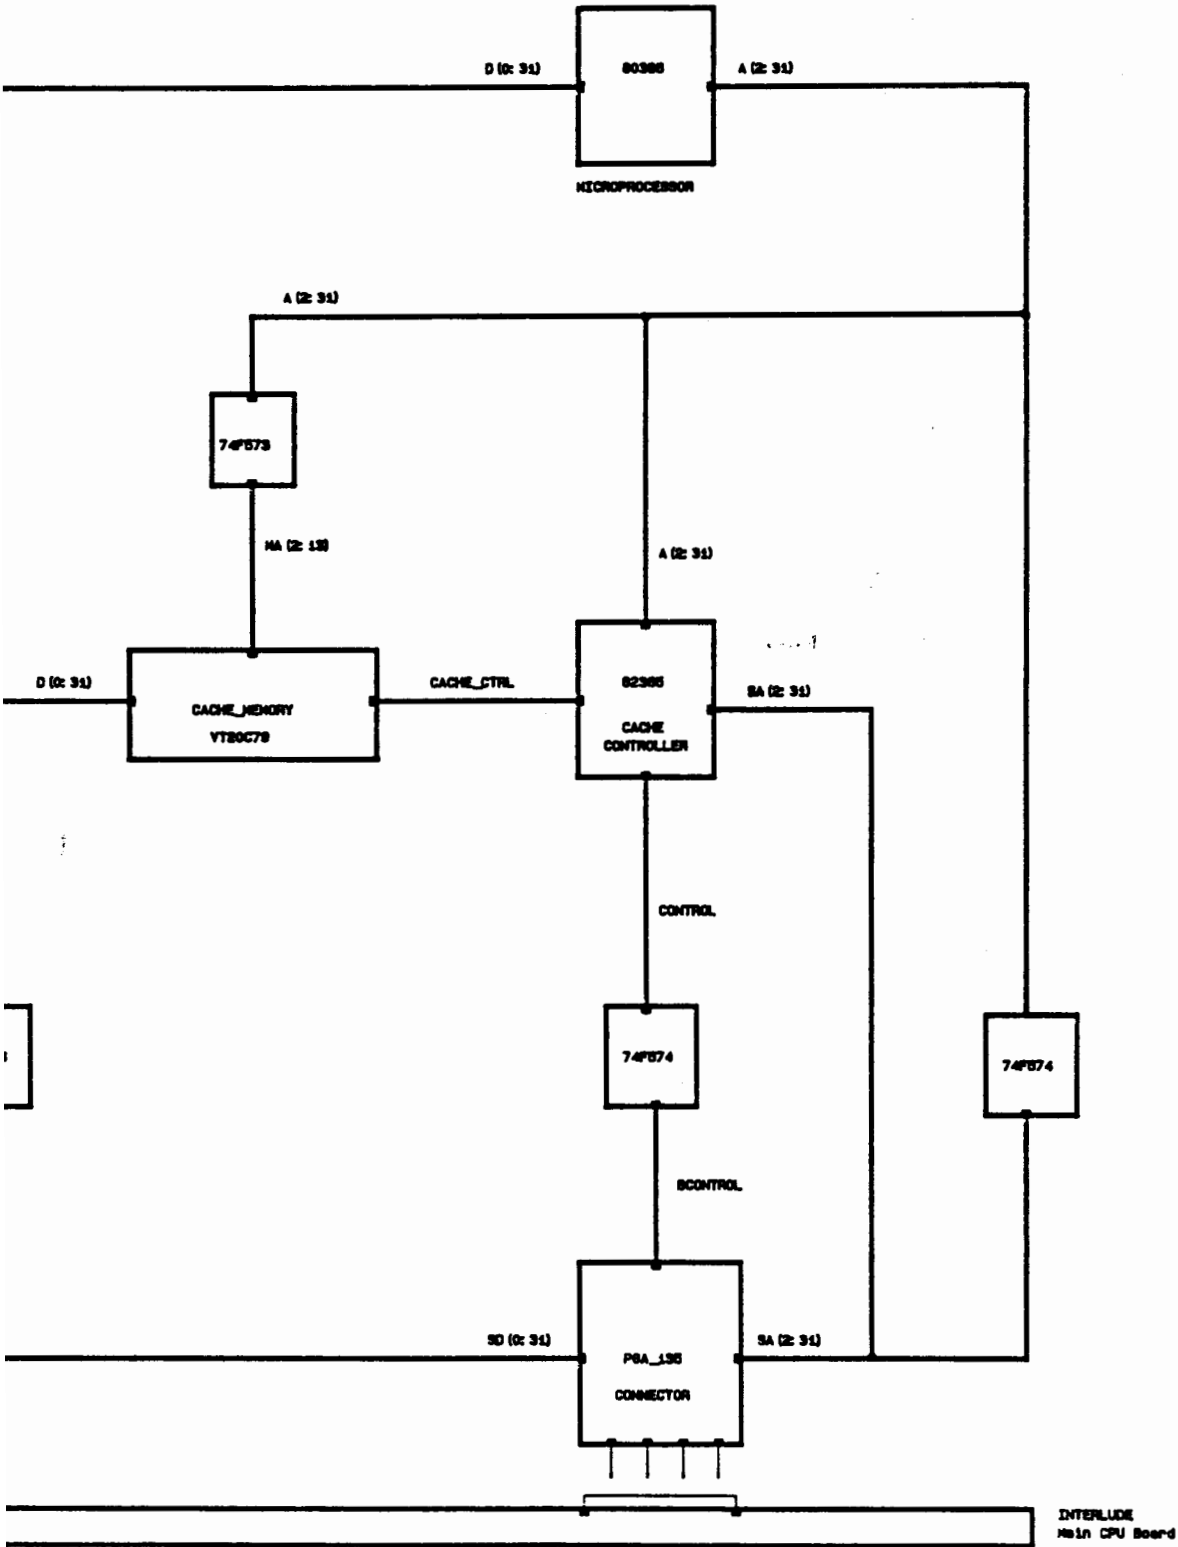 D (0: 31)
80386
A (2: 31)
MICROPROCESSOR
A (2: 31)
74F573
MA (2: 13)
A (2: 31)
D (0: 31)
CACHE_MEMORY
VT20C79
CACHE_CTRL
82385
CACHE
CONTROLLER
SA (2: 31)
CONTROL
74F574
74F574
BCONTROL
SD (0: 31)
PGA_135
CONNECTOR
SA (2: 31)
INTERLUDE
Main CPU Board